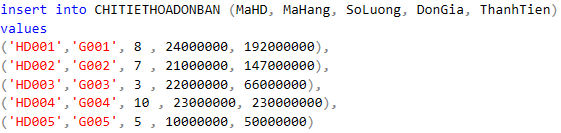 insert into CHITIETHOADONBAN (MaHD, MaHang, SoLuong, DonGia, ThanhTien)
values
('HD001','G001', 8 , 24000000, 192000000),
('HD002','G002', 7 , 21000000, 147000000),
('HD003','G003', 3 , 22000000, 66000000),
('HD004','G004', 10 , 23000000, 230000000),
('HD005','G005', 5 , 10000000, 50000000)